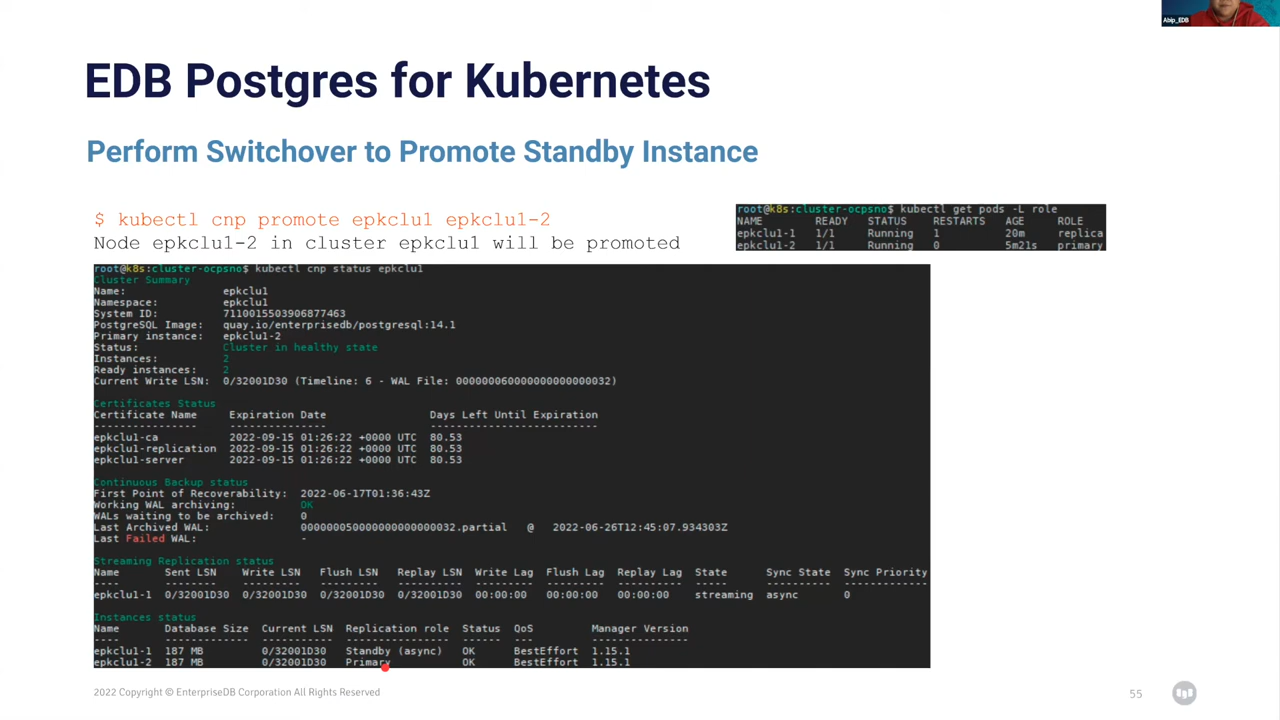 Abip_EDB
EDB Postgres for Kubernetes
Perform Switchover to Promote Standby Instance
$ kubectl cnp promote epkclu1 epkclu1-2
Node epkclu1-2 in cluster epkclu1 will be promoted
root@k8s:cluster-ocpsno$ kubectl get pods -L role
NAME READY STATUS RESTARTS AGE ROLE
epkclu1-1 1/1 Running 1 20m replica
epkclu1-2 1/1 Running 0 5m21s primary
root@k8s:cluster-ocpsno$ kubectl cnp status epkclu1
Cluster Summary
Name: epkclu1
Namespace: epkclu1
System ID: 7110015503906877463
PostgreSQL Image: quay.io/enterprisedb/postgresql:14.1
Primary instance: epkclu1-2
Status: Cluster in healthy state
Instances: 2
Ready instances: 2
Current Write LSN: 0/32001D30 (Timeline: 6 - WAL File: 000000060000000000000032)
Certificates Status
Certificate Name Expiration Date Days Left Until Expiration
---------------- --------------- --------------------------
epkclu1-ca 2022-09-15 01:26:22 +0000 UTC 80.53
epkclu1-replication 2022-09-15 01:26:22 +0000 UTC 80.53
epkclu1-server 2022-09-15 01:26:22 +0000 UTC 80.53
Continuous Backup status
First Point of Recoverability: 2022-06-17T01:36:43Z
Working WAL archiving: OK
WALs waiting to be archived: 0
Last Archived WAL: 000000050000000000000032.partial @ 2022-06-26T12:45:07.934303Z
Last Failed WAL: -
Streaming Replication status
Name Sent LSN Write LSN Flush LSN Replay LSN Write Lag Flush Lag Replay Lag State Sync State Sync Priority
---- -------- --------- --------- ---------- --------- --------- ---------- ----- ---------- -------------
epkclu1-1 0/32001D30 0/32001D30 0/32001D30 0/32001D30 00:00:00 00:00:00 00:00:00 streaming async 0
Instances status
Name Database Size Current LSN Replication role Status QoS Manager Version
---- ------------- ----------- ---------------- ------ --- ---------------
epkclu1-1 187 MB 0/32001D30 Standby (async) OK BestEffort 1.15.1
epkclu1-2 187 MB 0/32001D30 Primary OK BestEffort 1.15.1
2022 Copyright © EnterpriseDB Corporation All Rights Reserved
55